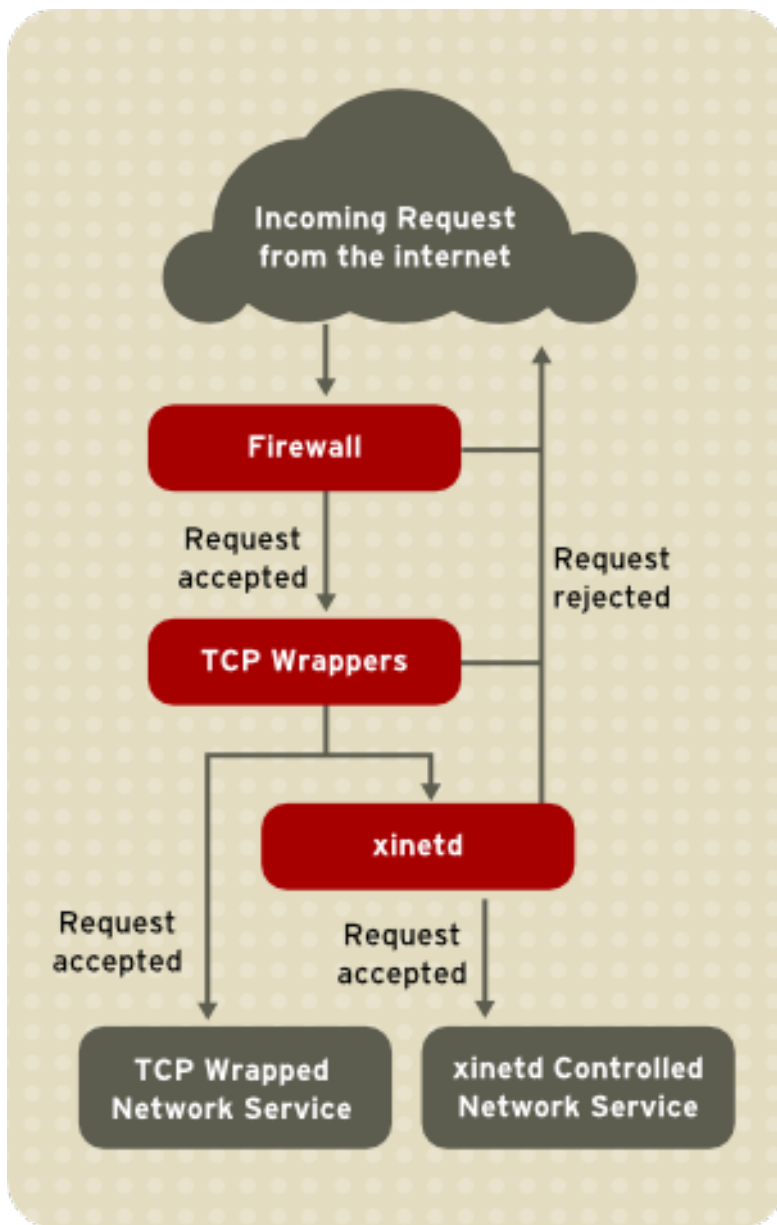 Incoming Request
from the internet
Firewall
Request
accepted
Request
rejected
TCP Wrappers
xinetd
Request
accepted
Request
accepted
TCP Wrapped
Network Service
xinetd Controlled
Network Service